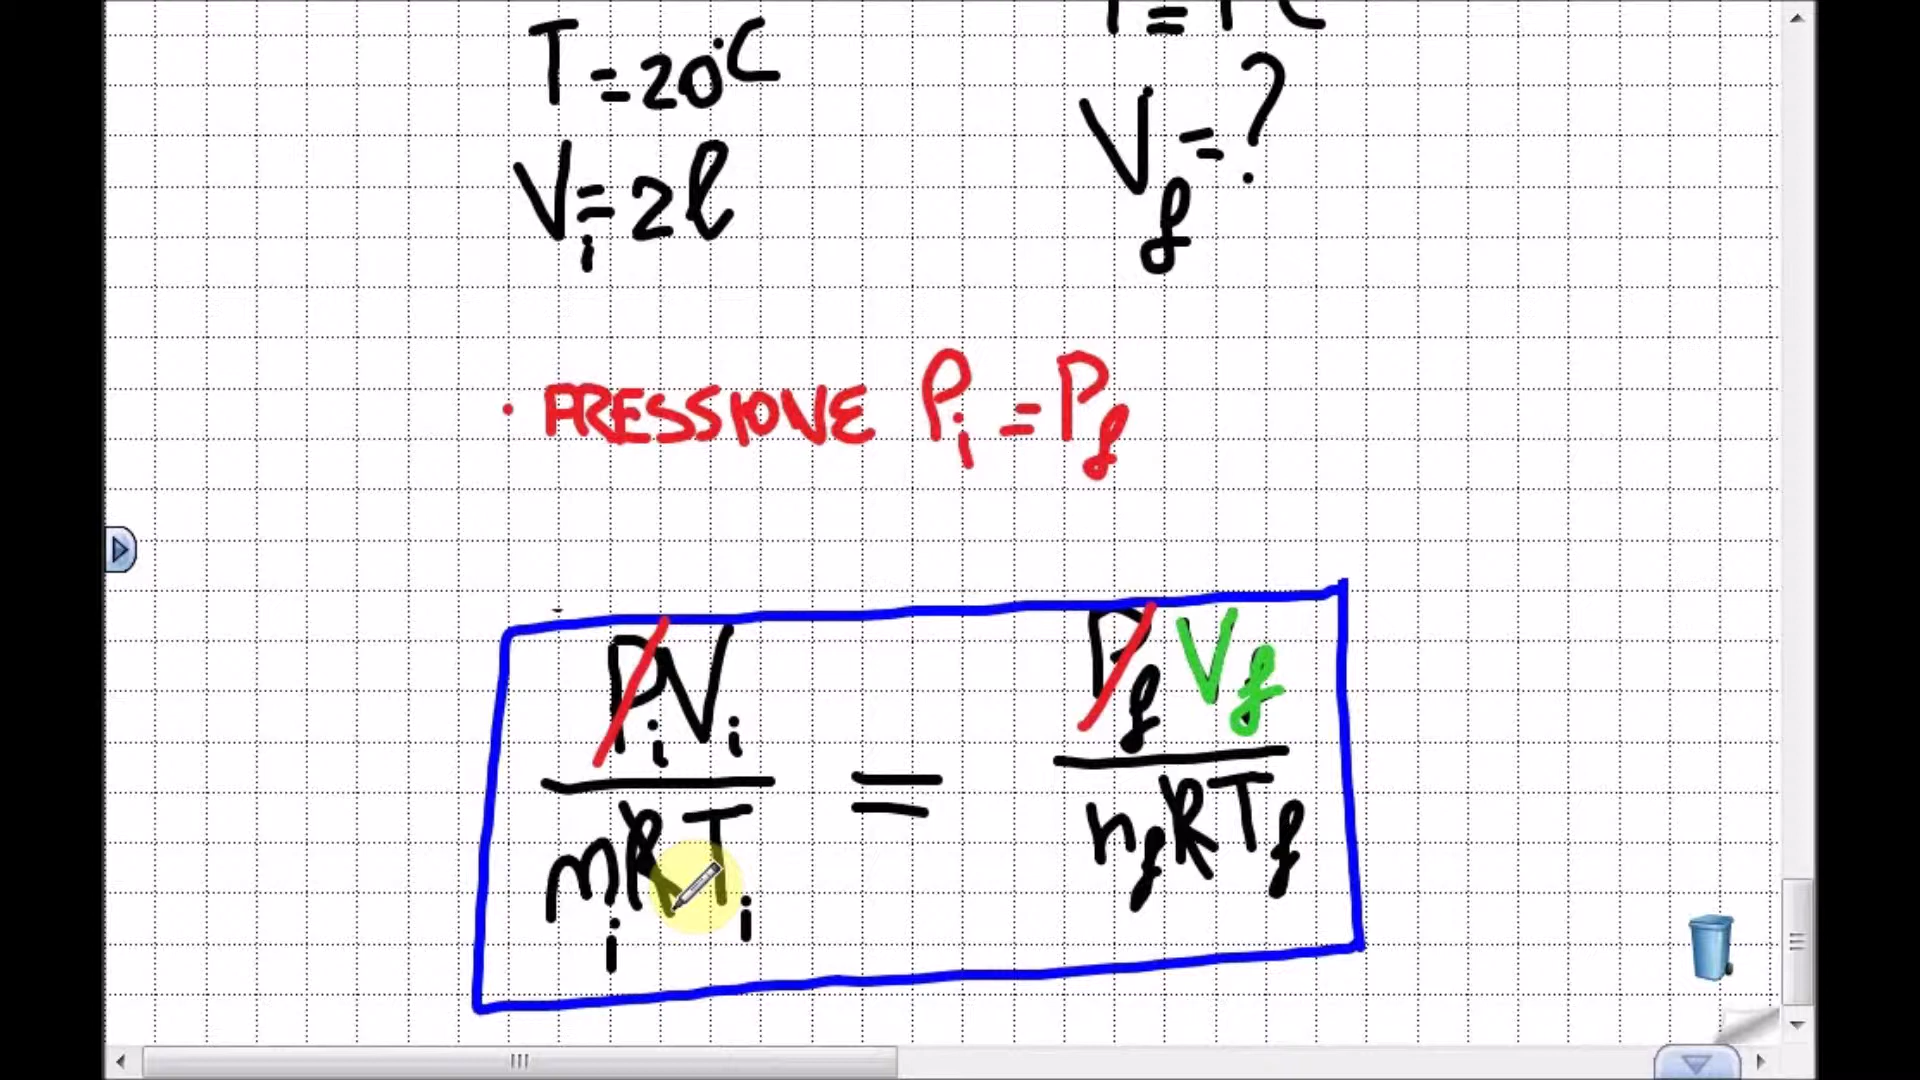 T=20°C
Vi=2l
Vf=?
· PRESSIONE Pi=Pf
PiVi = PfVf
niRTi nfRTf